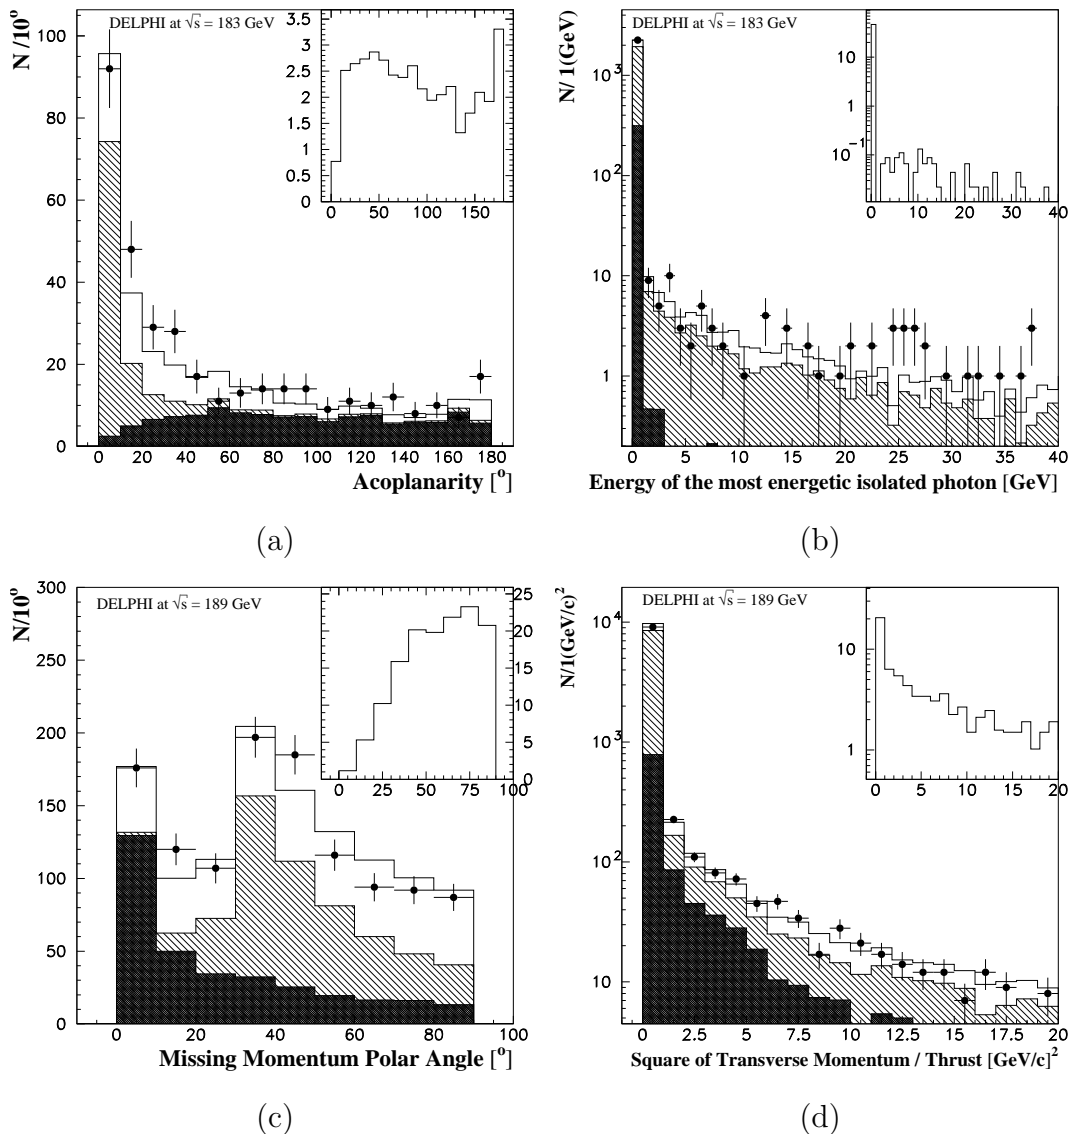 DELPHI at √s = 183 GeV
N /10°
100
80
60
40
20
0
3.5
3
2.5
2
1.5
1
0.5
0
0 50 100 150
0 20 40 60 80 100 120 140 160 180
Acoplanarity [°]
(a)
DELPHI at √s = 183 GeV
N/ 1(GeV)
10³
10²
10
1
10
1
10⁻¹
0 10 20 30 40
0 5 10 15 20 25 30 35 40
Energy of the most energetic isolated photon [GeV]
(b)
DELPHI at √s = 189 GeV
N/10°
300
250
200
150
100
50
0
25
20
15
10
5
0
0 25 50 75 100
0 20 40 60 80 100
Missing Momentum Polar Angle [°]
(c)
DELPHI at √s = 189 GeV
N/1(GeV/c)²
10⁴
10³
10²
10
10
1
0 5 10 15 20
0 2.5 5 7.5 10 12.5 15 17.5 20
Square of Transverse Momentum / Thrust [GeV/c]²
(d)